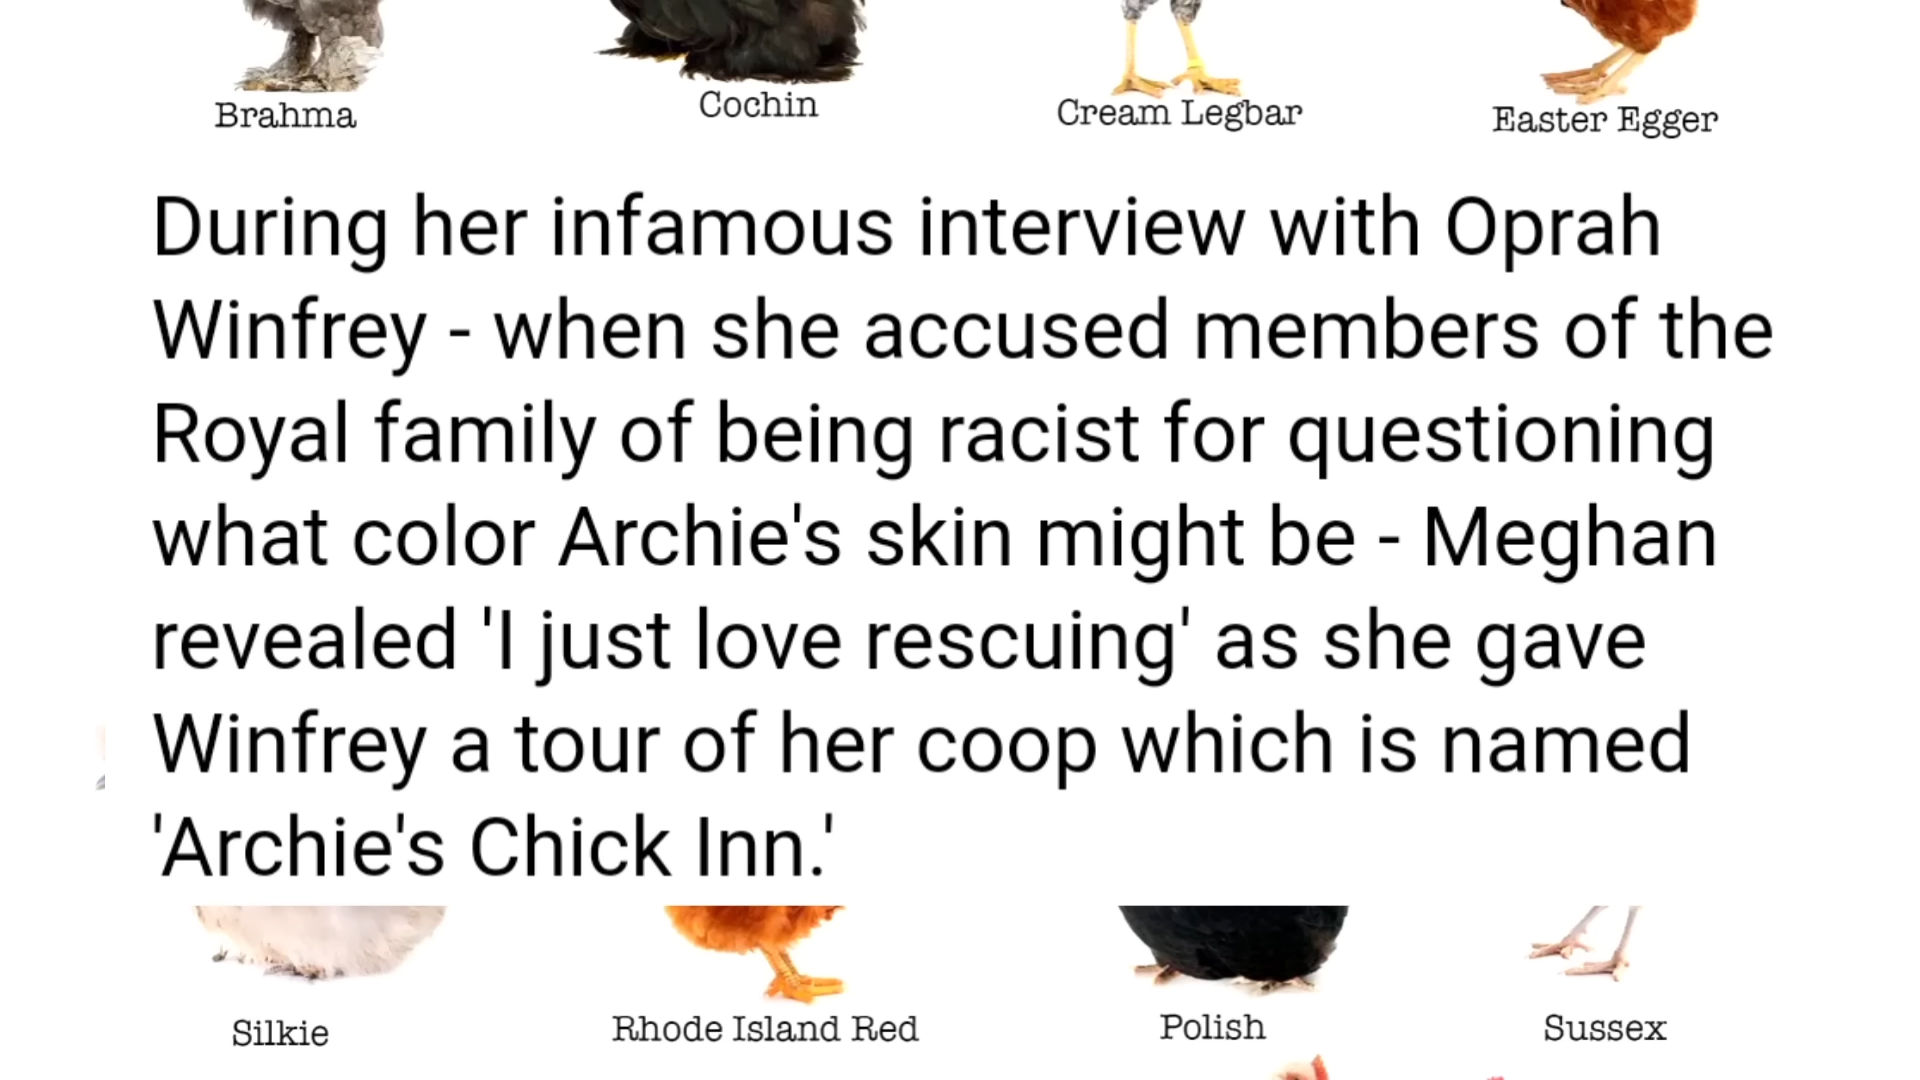 Brahma
Cochin
Cream Legbar
Easter Egger
During her infamous interview with Oprah
Winfrey - when she accused members of the
Royal family of being racist for questioning
what color Archie's skin might be - Meghan
revealed 'I just love rescuing' as she gave
Winfrey a tour of her coop which is named
'Archie's Chick Inn.'
Silkie
Rhode Island Red
Polish
Sussex